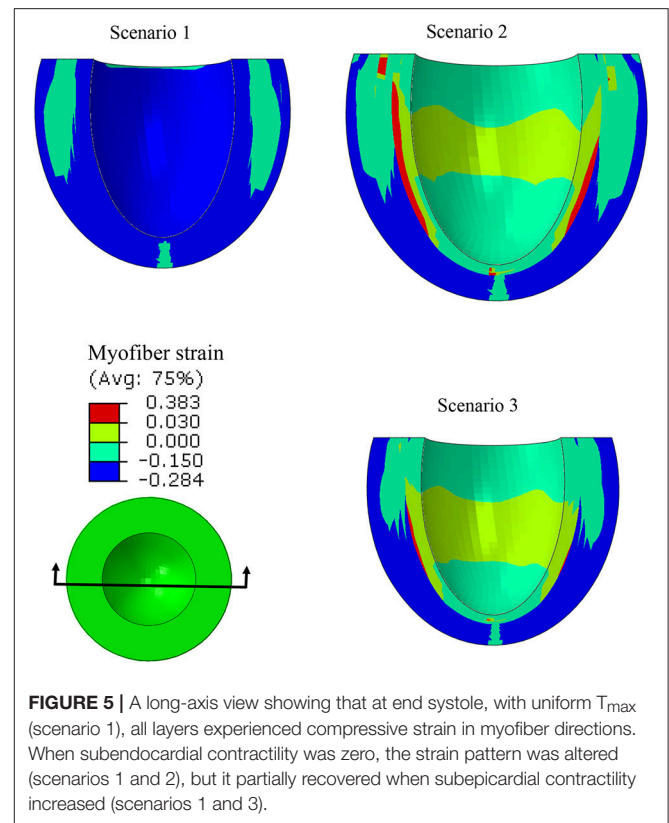 Scenario 1
Scenario 2
Myofiber strain
(Avg: 75%)
0.383
0.030
0.000
-0.150
-0.284
Scenario 3
FIGURE 5 | A long-axis view showing that at end systole, with uniform Tmax
(scenario 1), all layers experienced compressive strain in myofiber directions.
When subendocardial contractility was zero, the strain pattern was altered
(scenarios 1 and 2), but it partially recovered when subepicardial contractility
increased (scenarios 1 and 3).